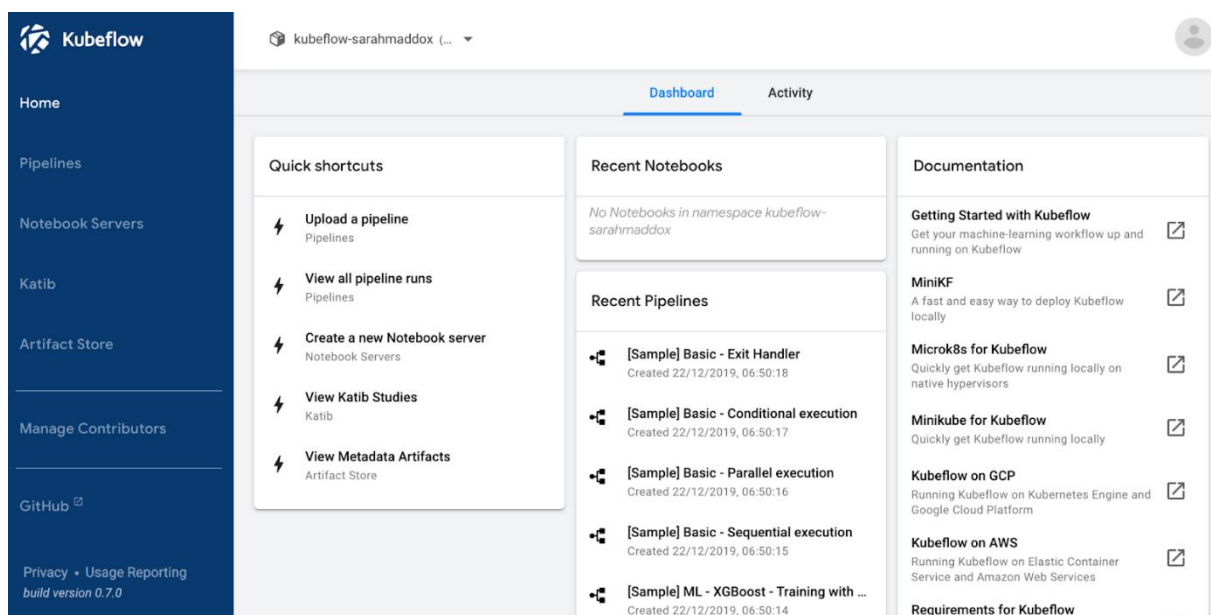 Kubeflow
Home
Pipelines
Notebook Servers
Katib
Artifact Store
Manage Contributors
GitHub
Privacy • Usage Reporting
build version 0.7.0
kubeflow-sarahmaddox (...
Dashboard
Activity
Quick shortcuts
Upload a pipeline
Pipelines
View all pipeline runs
Pipelines
Create a new Notebook server
Notebook Servers
View Katib Studies
Katib
View Metadata Artifacts
Artifact Store
Recent Notebooks
No Notebooks in namespace kubeflow-
sarahmaddox
Recent Pipelines
[Sample] Basic - Exit Handler
Created 22/12/2019, 06:50:18
[Sample] Basic - Conditional execution
Created 22/12/2019, 06:50:17
[Sample] Basic - Parallel execution
Created 22/12/2019, 06:50:16
[Sample] Basic - Sequential execution
Created 22/12/2019, 06:50:15
[Sample] ML - XGBoost - Training with ...
Created 22/12/2019, 06:50:14
Documentation
Getting Started with Kubeflow
Get your machine-learning workflow up and
running on Kubeflow
MiniKF
A fast and easy way to deploy Kubeflow
locally
Microk8s for Kubeflow
Quickly get Kubeflow running locally on
native hypervisors
Minikube for Kubeflow
Quickly get Kubeflow running locally
Kubeflow on GCP
Running Kubeflow on Kubernetes Engine and
Google Cloud Platform
Kubeflow on AWS
Running Kubeflow on Elastic Container
Service and Amazon Web Services
Requirements for Kubeflow